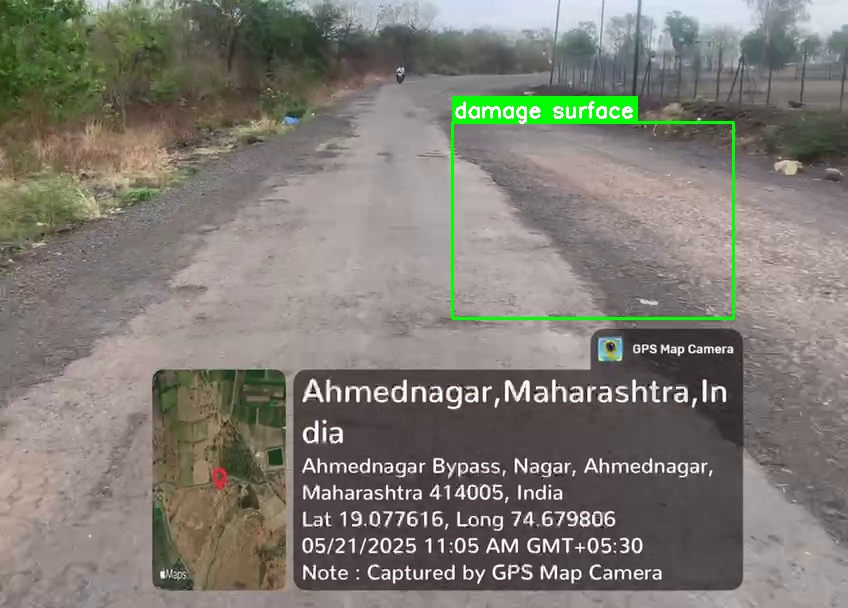 damage surface
GPS Map Camera
Ahmednagar,Maharashtra,In
dia
Ahmednagar Bypass, Nagar, Ahmednagar,
Maharashtra 414005, India
Lat 19.077616, Long 74.679806
05/21/2025 11:05 AM GMT+05:30
Note : Captured by GPS Map Camera
Maps